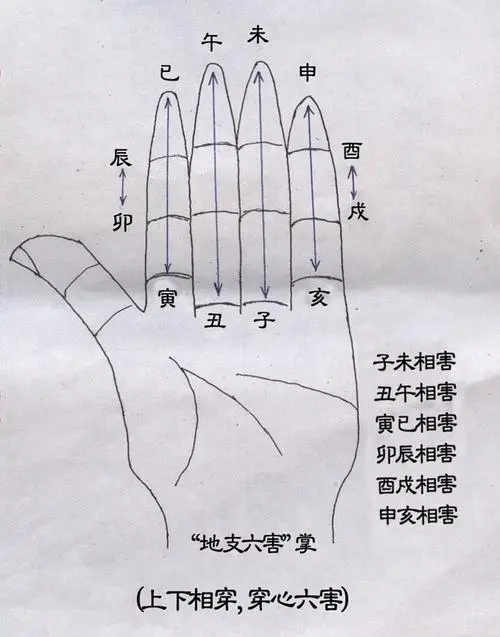 午 未
巳 申
辰 酉
卯 戌
寅 亥
丑 子
子未相害
丑午相害
寅巳相害
卯辰相害
酉戌相害
申亥相害
“地支六害”掌
(上下相穿,穿心六害)